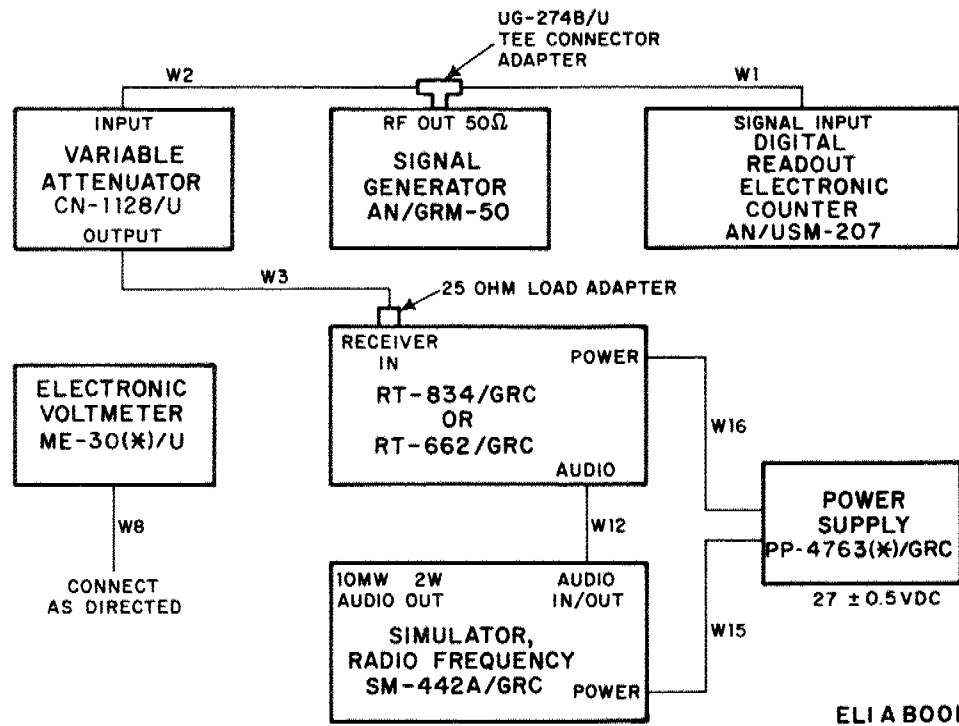 UG-274B/U
TEE CONNECTOR
ADAPTER
W2
W1
INPUT
VARIABLE
ATTENUATOR
CN-1128/U
OUTPUT
RF OUT 50Ω
SIGNAL
GENERATOR
AN/GRM-50
SIGNAL INPUT
DIGITAL
READOUT
ELECTRONIC
COUNTER
AN/USM-207
W3
25 OHM LOAD ADAPTER
RECEIVER
IN
POWER
RT-834/GRC
OR
RT-662/GRC
AUDIO
ELECTRONIC
VOLTMETER
ME-30(*)/U
W8
CONNECT
AS DIRECTED
W16
W12
POWER
SUPPLY
PP-4763(*)/GRC
27 ±0.5VDC
W15
10MW 2W
AUDIO OUT
AUDIO
IN/OUT
SIMULATOR,
RADIO FREQUENCY
SM-442A/GRC
POWER